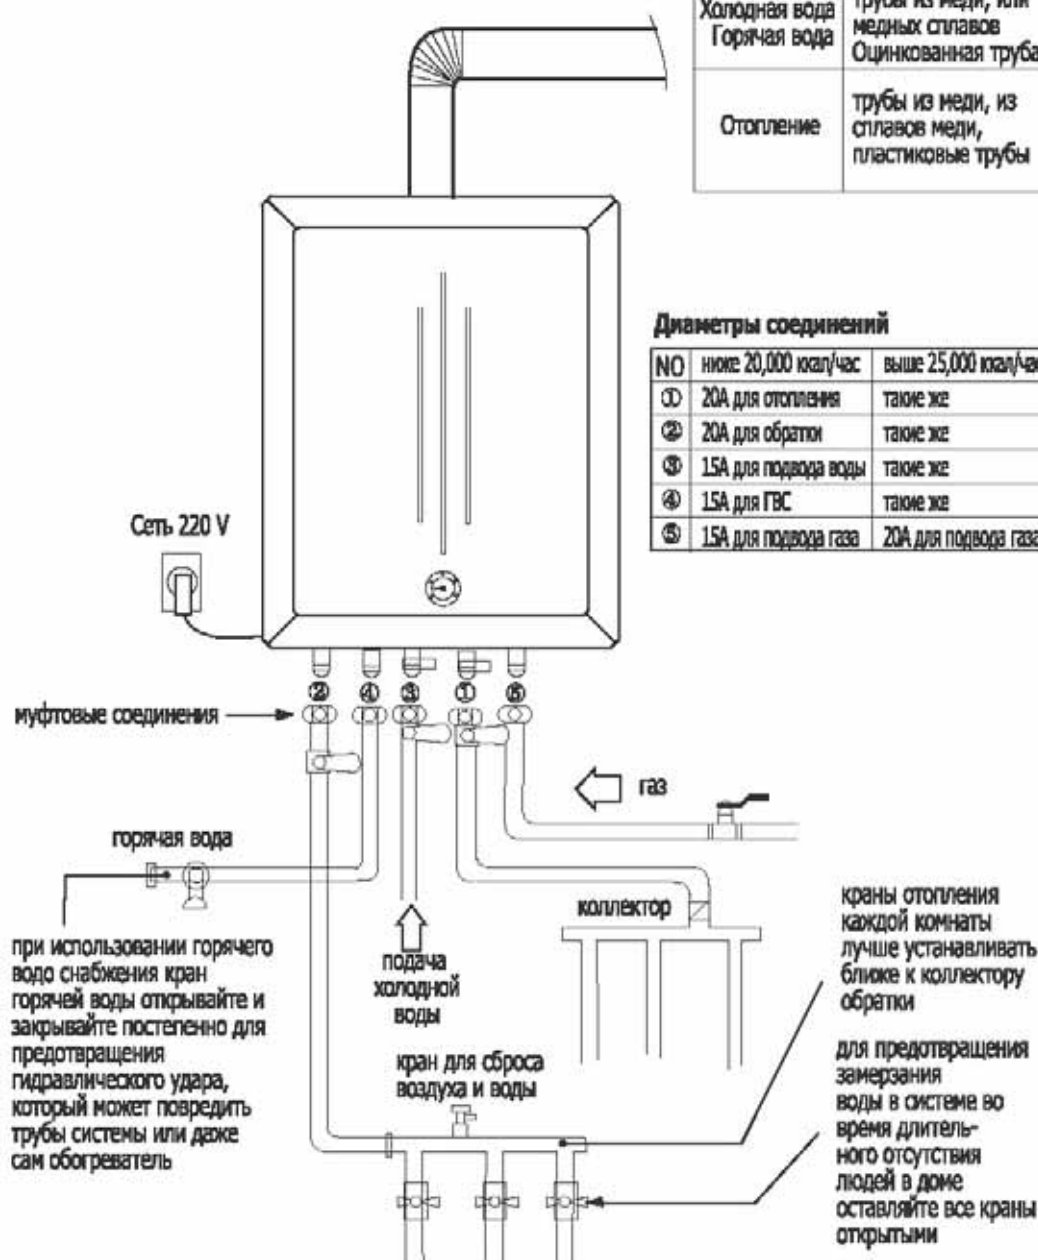 Холодная вода
Горячая вода
трубы из меди, или
медных сплавов
Оцинкованная труба
Отопление
трубы из меди, из
сплавов меди,
пластиковые трубы
Диаметры соединений
NO ниже 20,000 ккал/час выше 25,000 ккал/час
① 20А для отопления такие же
② 20А для обратки такие же
③ 15А для подвода воды такие же
④ 15А для ГВС такие же
⑤ 15А для подвода газа 20А для подвода газа
Сеть 220 V
② ④ ③ ① ⑤
муфтовые соединения
газ
горячая вода
коллектор
краны отопления
каждой комнаты
лучше устанавливать
ближе к коллектору
обратки
при использовании горячего
водо снабжения кран
горячей воды открывайте и
закрывайте постепенно для
предотвращения
гидравлического удара,
который может повредить
трубы системы или даже
сам обогреватель
подача
холодной
воды
кран для сброса
воздуха и воды
для предотвращения
замерзания
воды в системе во
время длитель-
ного отсутствия
людей в доме
оставляйте все краны
открытыми